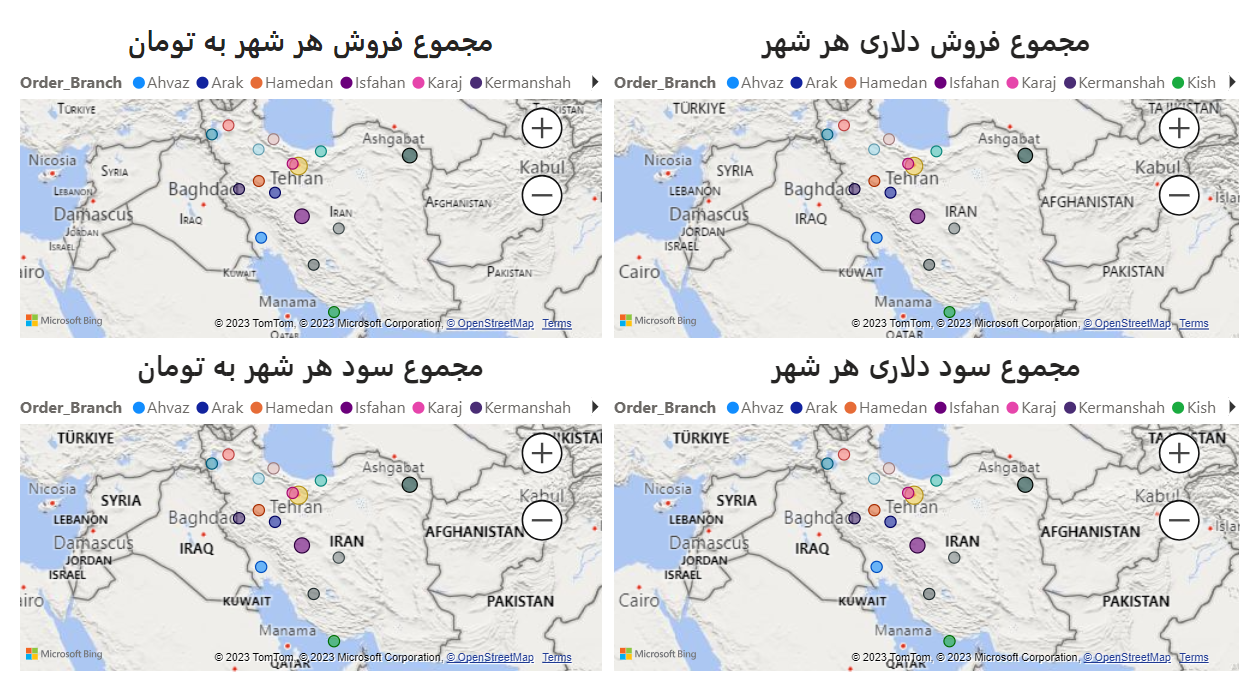 مجموع فروش هر شهر به تومان
Order_Branch Ahvaz Arak Hamedan Isfahan Karaj Kermanshah
TÜRKIYE
Ashgabat
Nicosia
SYRIA
Kabul
LEBANON
Baghdad
Tehran
Damascus
IRAQ
IRAN
AFGHANISTAN
JORDAN
ISRAEL
KUWAIT
PAKISTAN
Manama
QATAR
Microsoft Bing
© 2023 TomTom, © 2023 Microsoft Corporation, © OpenStreetMap Terms
مجموع فروش دلاری هر شهر
Order_Branch Ahvaz Arak Hamedan Isfahan Karaj Kermanshah Kish
TÜRKIYE
TAJIKISTAN
Ashgabat
Nicosia
SYRIA
Kabul
LEBANON
Baghdad
Tehran
Damascus
IRAQ
IRAN
AFGHANISTAN
JORDAN
ISRAEL
Cairo
KUWAIT
PAKISTAN
Manama
QATAR
Microsoft Bing
© 2023 TomTom, © 2023 Microsoft Corporation, © OpenStreetMap Terms
مجموع سود هر شهر به تومان
Order_Branch Ahvaz Arak Hamedan Isfahan Karaj Kermanshah
TÜRKIYE
Ashgabat
Nicosia
SYRIA
Kabul
LEBANON
Baghdad
Tehran
Damascus
IRAQ
IRAN
AFGHANISTAN
JORDAN
ISRAEL
KUWAIT
PAKISTAN
Manama
QATAR
Microsoft Bing
© 2023 TomTom, © 2023 Microsoft Corporation, © OpenStreetMap Terms
مجموع سود دلاری هر شهر
Order_Branch Ahvaz Arak Hamedan Isfahan Karaj Kermanshah Kish
TÜRKIYE
Ashgabat
Nicosia
SYRIA
Kabul
LEBANON
Baghdad
Tehran
Damascus
IRAQ
IRAN
AFGHANISTAN
JORDAN
ISRAEL
Cairo
KUWAIT
PAKISTAN
Manama
QATAR
Microsoft Bing
© 2023 TomTom, © 2023 Microsoft Corporation, © OpenStreetMap Terms